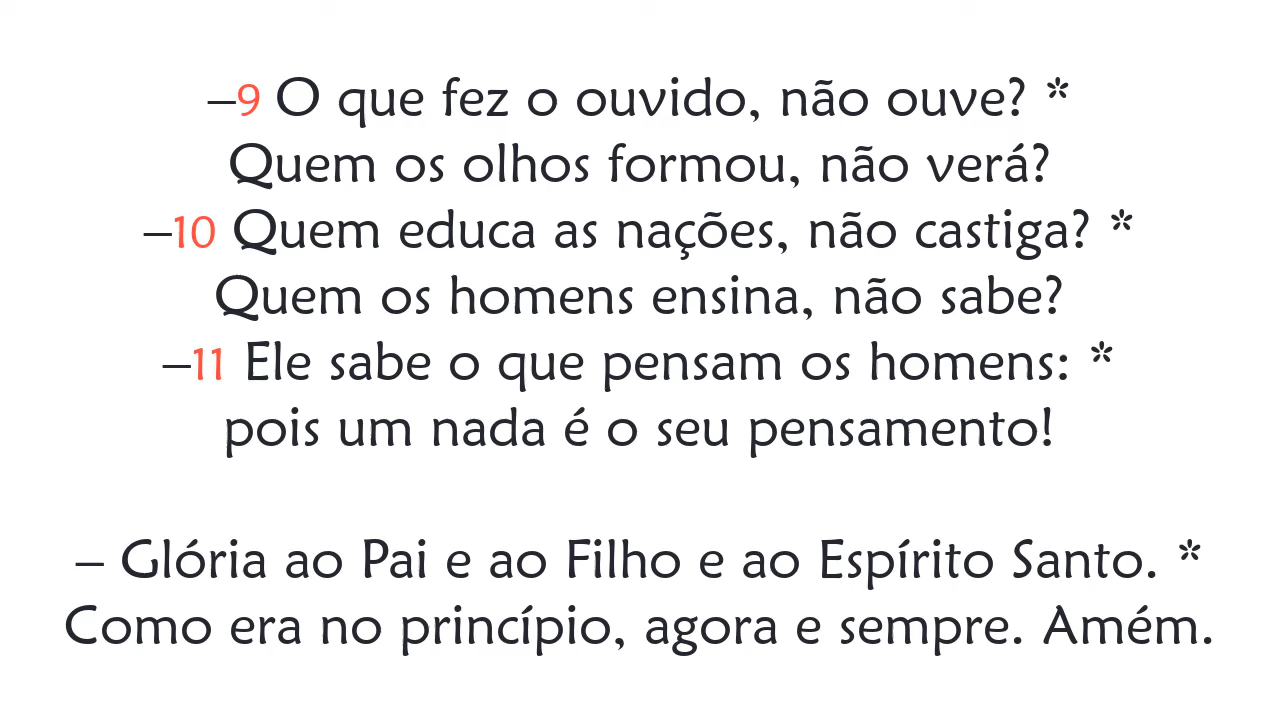 –9 O que fez o ouvido, não ouve? *
Quem os olhos formou, não verá?
–10 Quem educa as nações, não castiga? *
Quem os homens ensina, não sabe?
–11 Ele sabe o que pensam os homens: *
pois um nada é o seu pensamento!
– Glória ao Pai e ao Filho e ao Espírito Santo. *
Como era no princípio, agora e sempre. Amém.